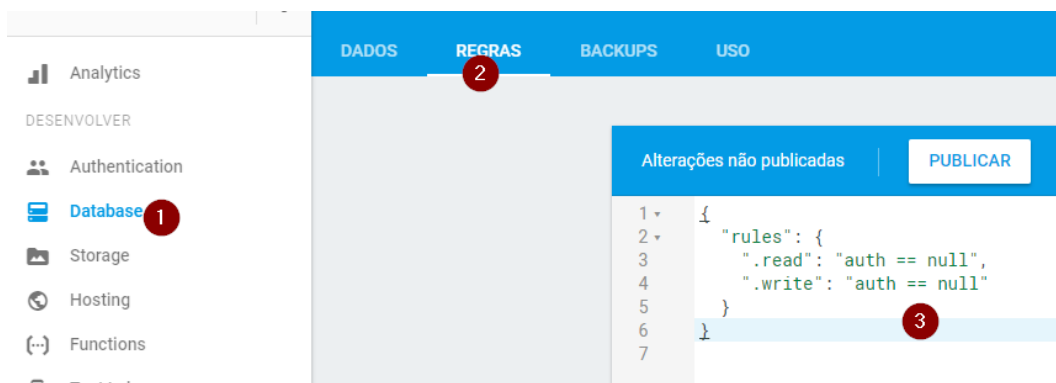 Analytics
DESENVOLVER
Authentication
Database 1
Storage
Hosting
Functions
DADOS REGRAS BACKUPS USO
2
Alterações não publicadas PUBLICAR
1 {
2 "rules": {
3 ".read": "auth == null",
4 ".write": "auth == null"
5 }
3
6 }
7